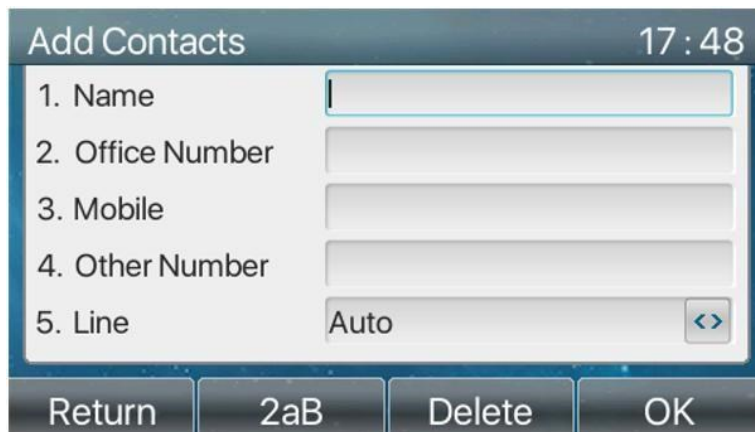 Add Contacts 17:48
1. Name
2. Office Number
3. Mobile
4. Other Number
5. Line Auto <>
Return 2aB Delete OK